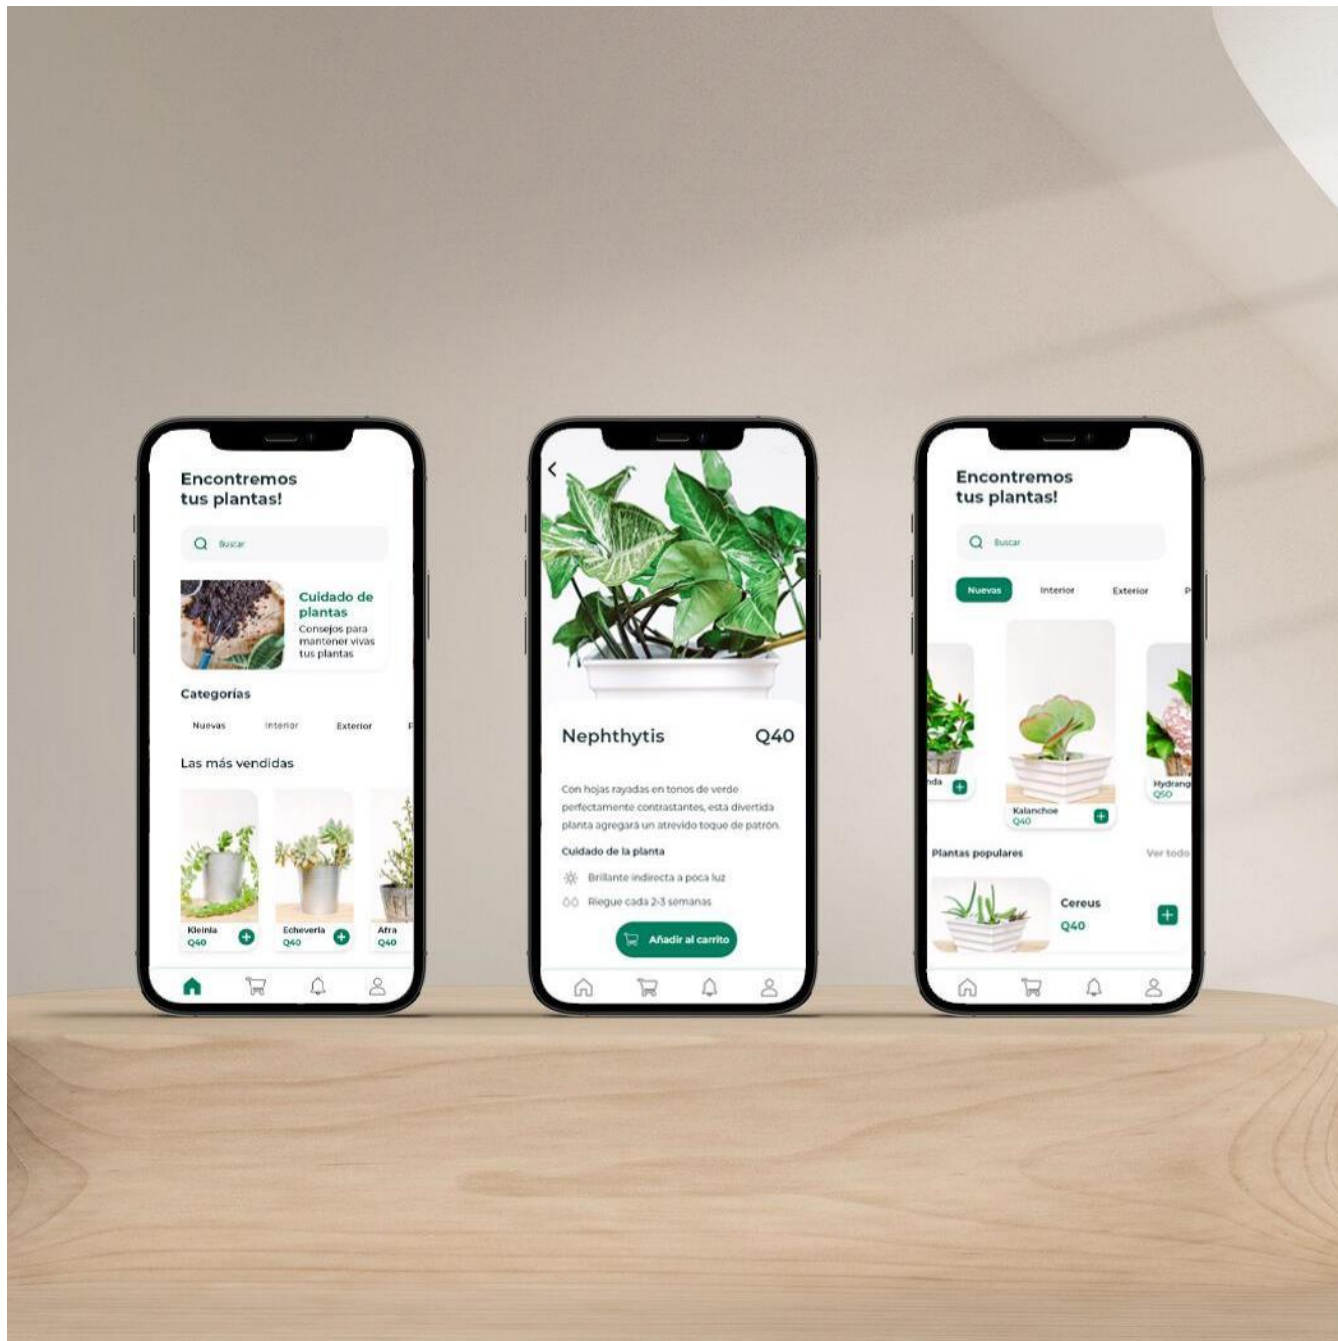 Encontremos
tus plantas!
Buscar
Cuidado de
plantas
Consejos para
mantener vivas
tus plantas
Categorías
Nuevas Interior Exterior
Las más vendidas
Kleinia
Q40
Echeveria
Q40
Afra
Q40
Nephthytis Q40
Con hojas rayadas en tonos de verde
perfectamente contrastantes, esta divertida
planta agregará un atrevido toque de patrón.
Cuidado de la planta
Brillante indirecta a poca luz
Riegue cada 2-3 semanas
Añadir al carrito
Encontremos
tus plantas!
Buscar
Nuevas Interior Exterior P
nda
Kalanchoe
Q40
Hydrang
Q50
Plantas populares Ver todo
Cereus
Q40